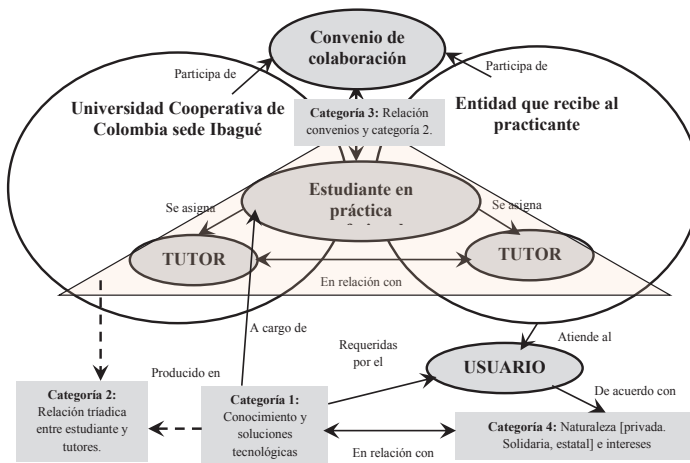 Convenio de
colaboración
Participa de
Participa de
Universidad Cooperativa de
Colombia sede Ibagué
Entidad que recibe al
practicante
Categoría 3: Relación
convenios y categoría 2.
Estudiante en
práctica
Se asigna
Se asigna
TUTOR
TUTOR
En relación con
A cargo de
Requeridas
por el
Atiende al
Producido en
USUARIO
De acuerdo con
Categoría 2:
Relación tríadica
entre estudiante y
tutores.
Categoría 1:
Conocimiento y
soluciones
tecnológicas
Categoría 4: Naturaleza [privada.
Solidaria, estatal] e intereses
En relación con